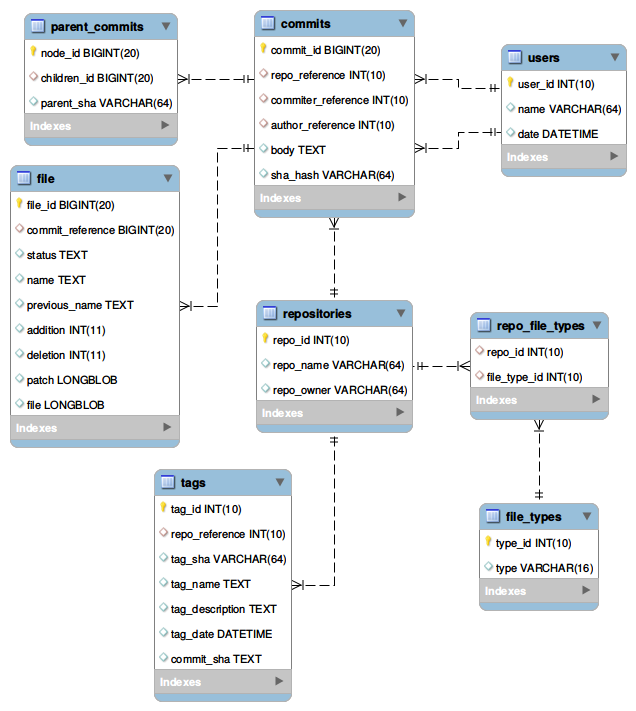 parent_commits
node_id BIGINT(20)
children_id BIGINT(20)
parent_sha VARCHAR(64)
Indexes
commits
commit_id BIGINT(20)
repo_reference INT(10)
commiter_reference INT(10)
author_reference INT(10)
body TEXT
sha_hash VARCHAR(64)
Indexes
users
user_id INT(10)
name VARCHAR(64)
date DATETIME
Indexes
file
file_id BIGINT(20)
commit_reference BIGINT(20)
status TEXT
name TEXT
previous_name TEXT
addition INT(11)
deletion INT(11)
patch LONGBLOB
file LONGBLOB
Indexes
repositories
repo_id INT(10)
repo_name VARCHAR(64)
repo_owner VARCHAR(64)
Indexes
repo_file_types
repo_id INT(10)
file_type_id INT(10)
Indexes
tags
tag_id INT(10)
repo_reference INT(10)
tag_sha VARCHAR(64)
tag_name TEXT
tag_description TEXT
tag_date DATETIME
commit_sha TEXT
Indexes
file_types
type_id INT(10)
type VARCHAR(16)
Indexes